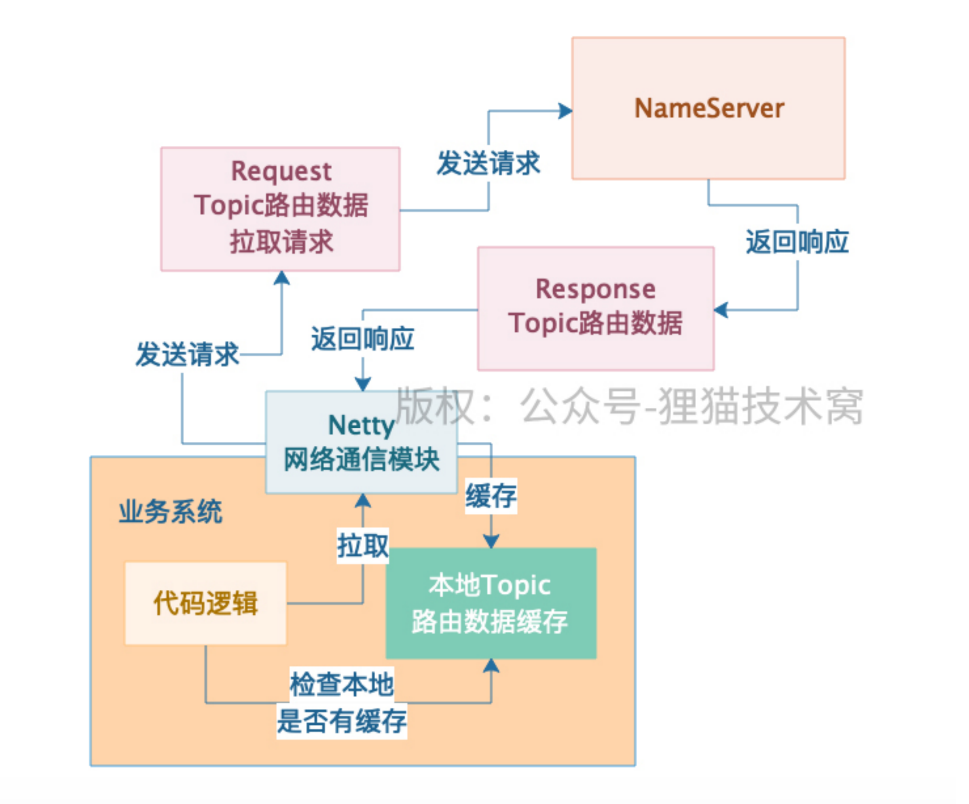 NameServer
发送请求
Request
Topic路由数据
拉取请求
返回响应
Response
Topic路由数据
返回响应
发送请求
版权：公众号-狸猫技术窝
Netty
网络通信模块
缓存
业务系统
拉取
本地Topic
路由数据缓存
代码逻辑
检查本地
是否有缓存